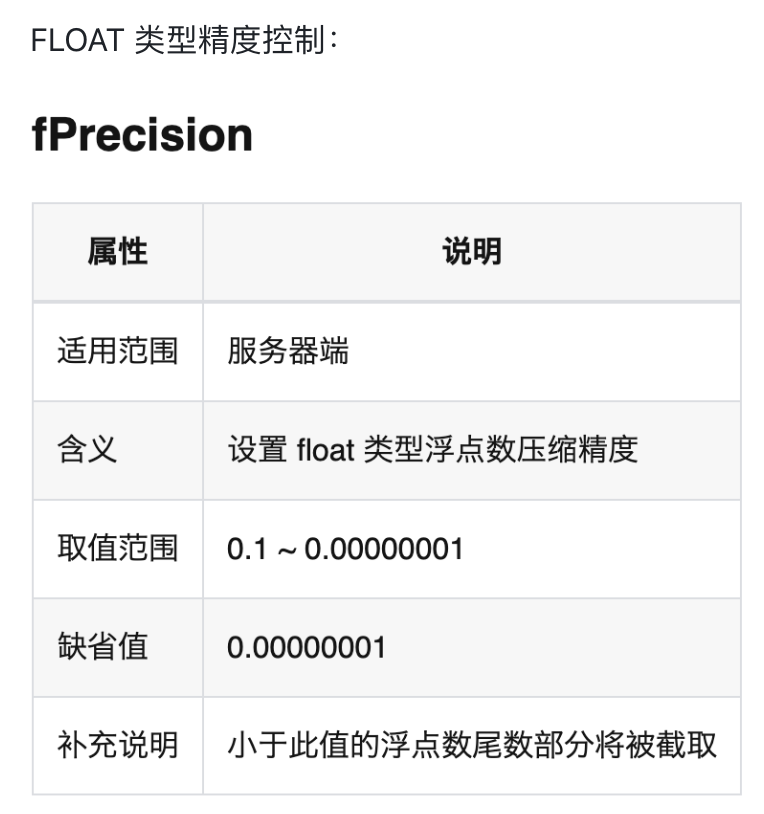 FLOAT 类型精度控制：
fPrecision
属性 说明
适用范围 服务器端
含义 设置 float 类型浮点数压缩精度
取值范围 0.1 ~ 0.00000001
缺省值 0.00000001
补充说明 小于此值的浮点数尾数部分将被截取